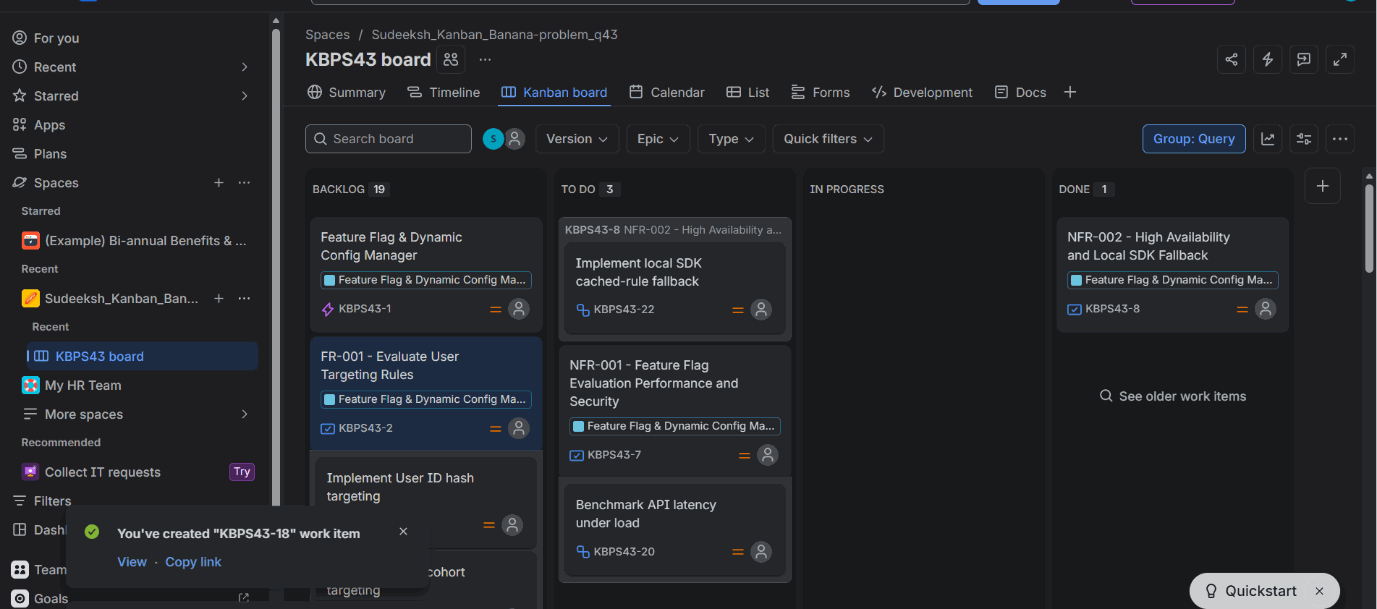 For you
Recent
Starred
Apps
Plans
Spaces
Starred
(Example) Bi-annual Benefits & ...
Recent
Sudeeksh_Kanban_Ban...
Recent
KBPS43 board
My HR Team
More spaces
Recommended
Collect IT requests
Try
Filters
Dash
Team
Goals
Spaces / Sudeeksh_Kanban_Banana-problem_q43
KBPS43 board
Summary
Timeline
Kanban board
Calendar
List
Forms
Development
Docs
Search board
S
Version
Epic
Type
Quick filters
Group: Query
BACKLOG 19
Feature Flag & Dynamic
Config Manager
Feature Flag & Dynamic Config Ma...
KBPS43-1
FR-001 - Evaluate User
Targeting Rules
Feature Flag & Dynamic Config Ma...
KBPS43-2
Implement User ID hash
targeting
cohort
targeting
TO DO 3
KBPS43-8 NFR-002 - High Availability a...
Implement local SDK
cached-rule fallback
KBPS43-22
NFR-001 - Feature Flag
Evaluation Performance and
Security
Feature Flag & Dynamic Config Ma...
KBPS43-7
Benchmark API latency
under load
KBPS43-20
IN PROGRESS
DONE 1
NFR-002 - High Availability
and Local SDK Fallback
Feature Flag & Dynamic Config Ma...
KBPS43-8
See older work items
You've created "KBPS43-18" work item
View · Copy link
Quickstart